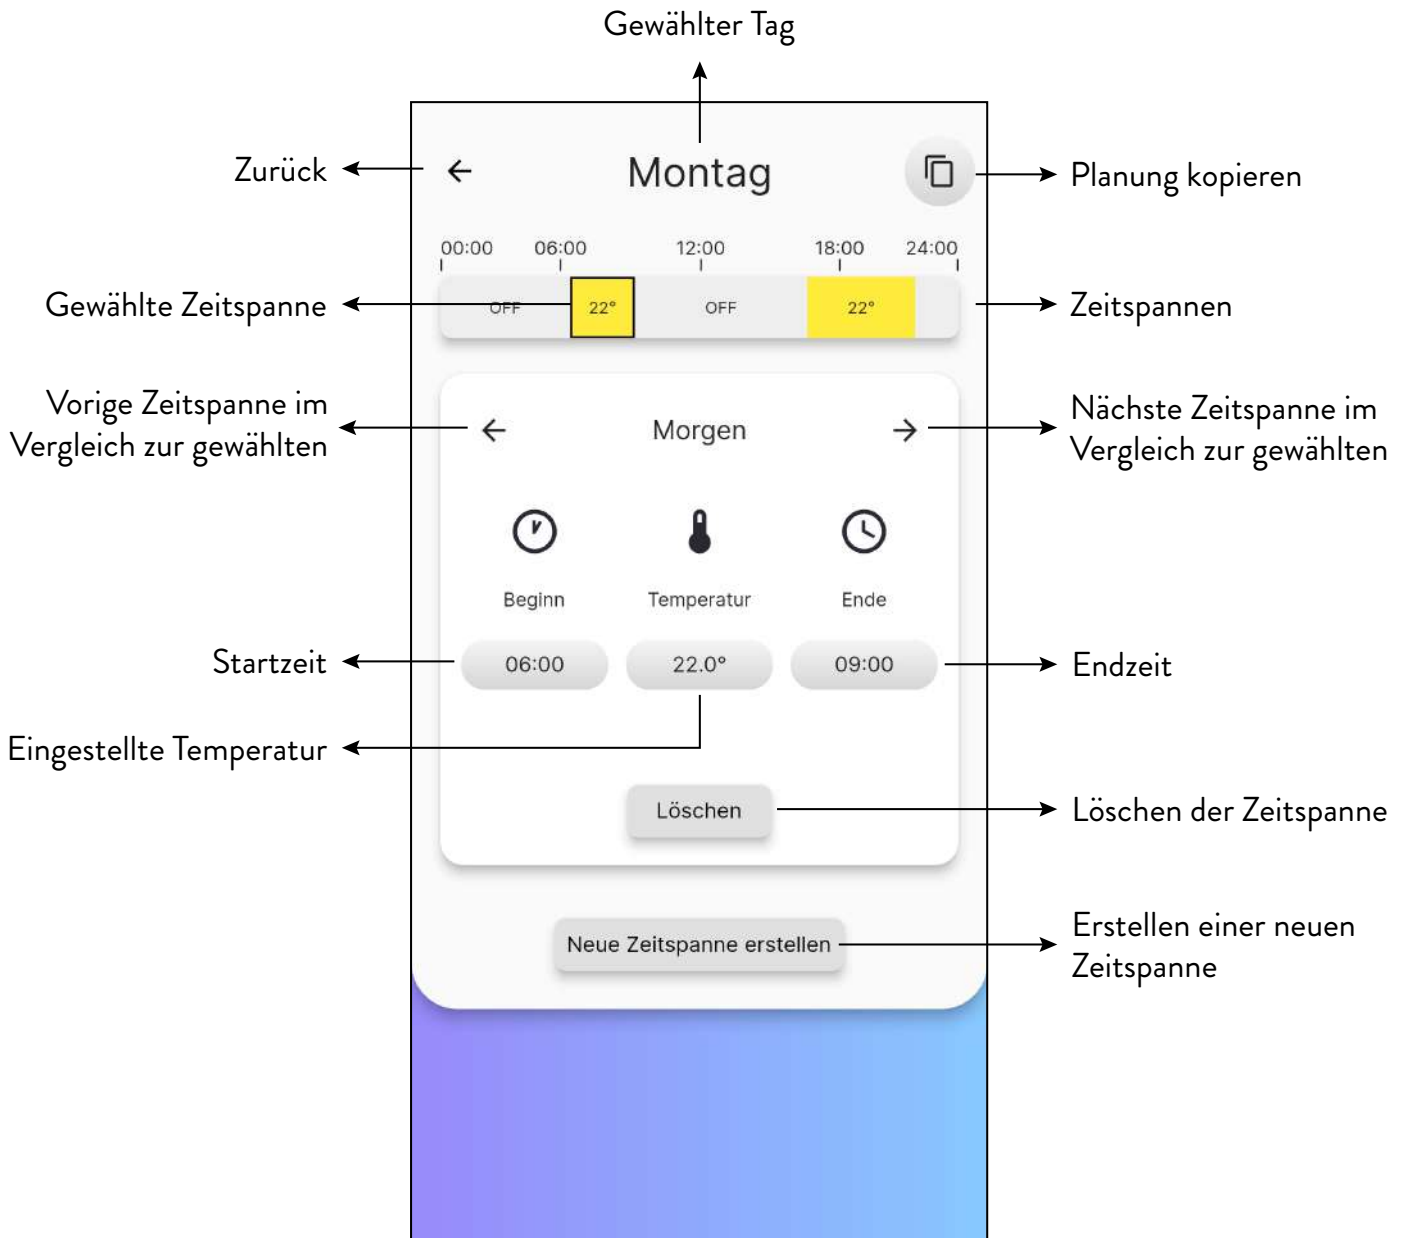 Gewählter Tag
Zurück
Montag
Planung kopieren
00:00 06:00 12:00 18:00 24:00
Gewählte Zeitspanne
OFF 22° OFF 22°
Zeitspannen
Vorige Zeitspanne im
Vergleich zur gewählten
Morgen
Nächste Zeitspanne im
Vergleich zur gewählten
Beginn Temperatur Ende
Startzeit
06:00 22.0° 09:00
Endzeit
Eingestellte Temperatur
Löschen
Löschen der Zeitspanne
Neue Zeitspanne erstellen
Erstellen einer neuen
Zeitspanne